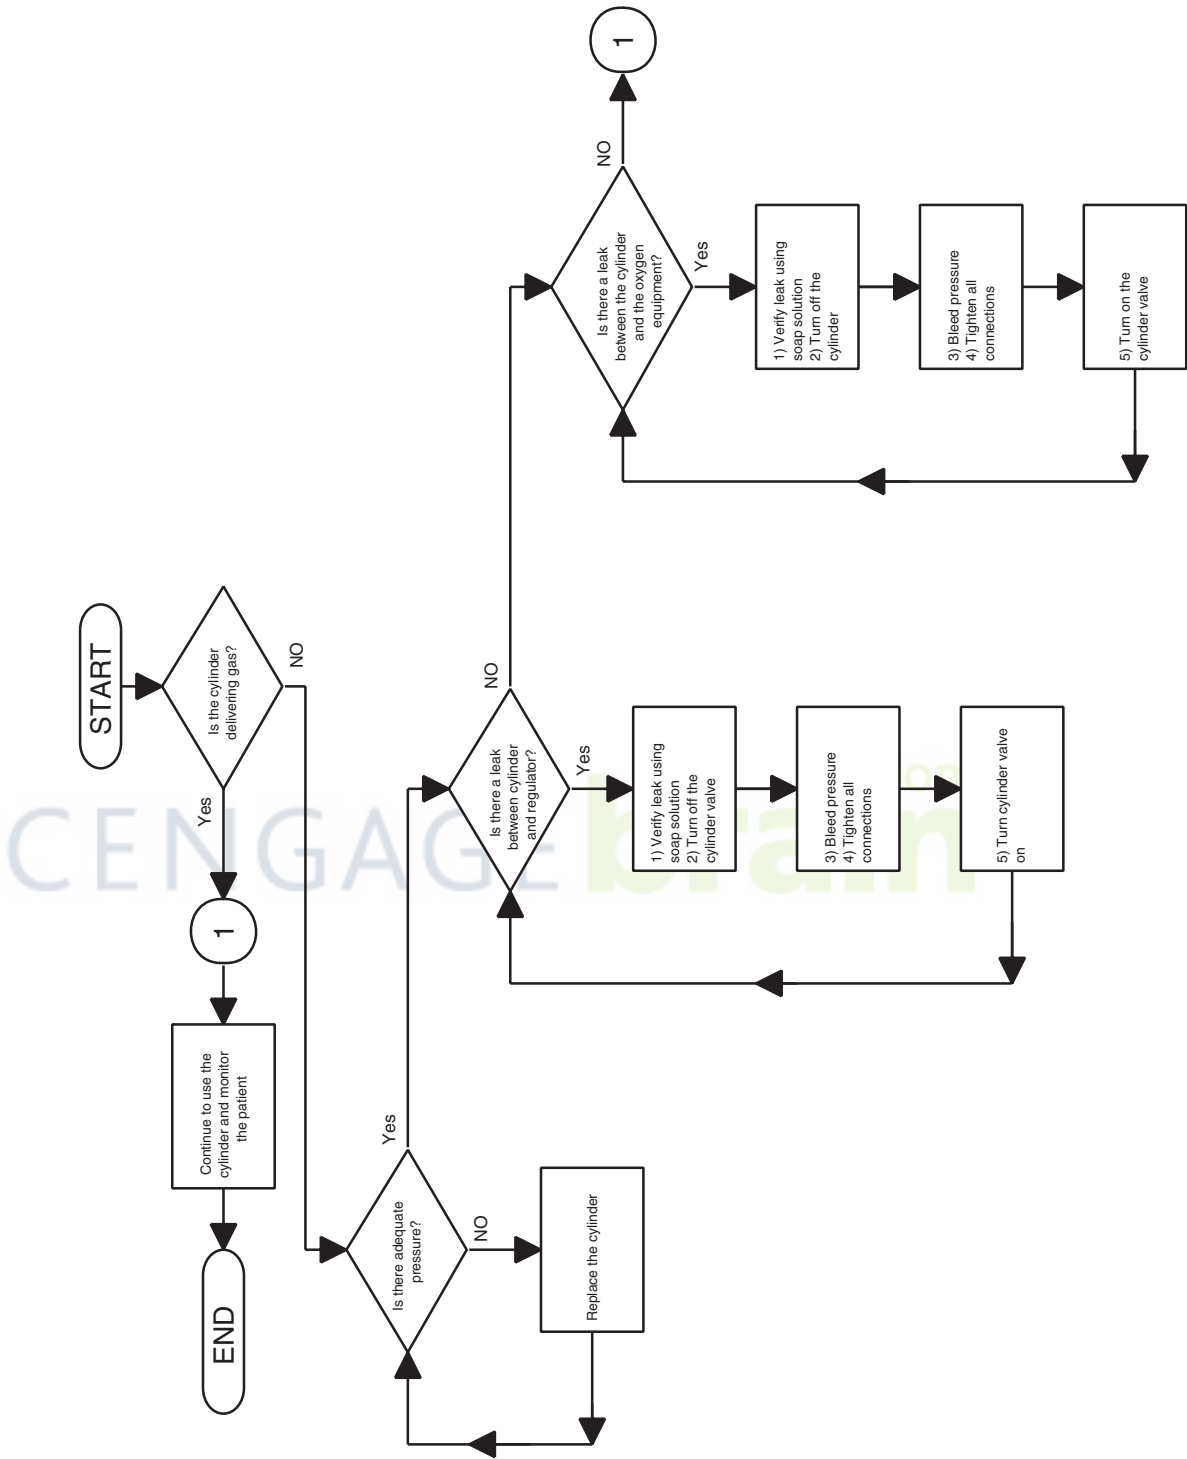 START
Is the cylinder
delivering gas?
Yes
NO
1
Continue to use the
cylinder and monitor
the patient
END
Is there adequate
pressure?
Yes
NO
Replace the cylinder
Is there a leak
between cylinder
and regulator?
NO
Yes
1) Verify leak using
soap solution
2) Turn off the
cylinder valve
3) Bleed pressure
4) Tighten all
connections
5) Turn cylinder valve
on
Is there a leak
between the cylinder
and the oxygen
equipment?
NO
1
Yes
1) Verify leak using
soap solution
2) Turn off the
cylinder
3) Bleed pressure
4) Tighten all
connections
5) Turn on the
cylinder valve
CENGAGE brain
on